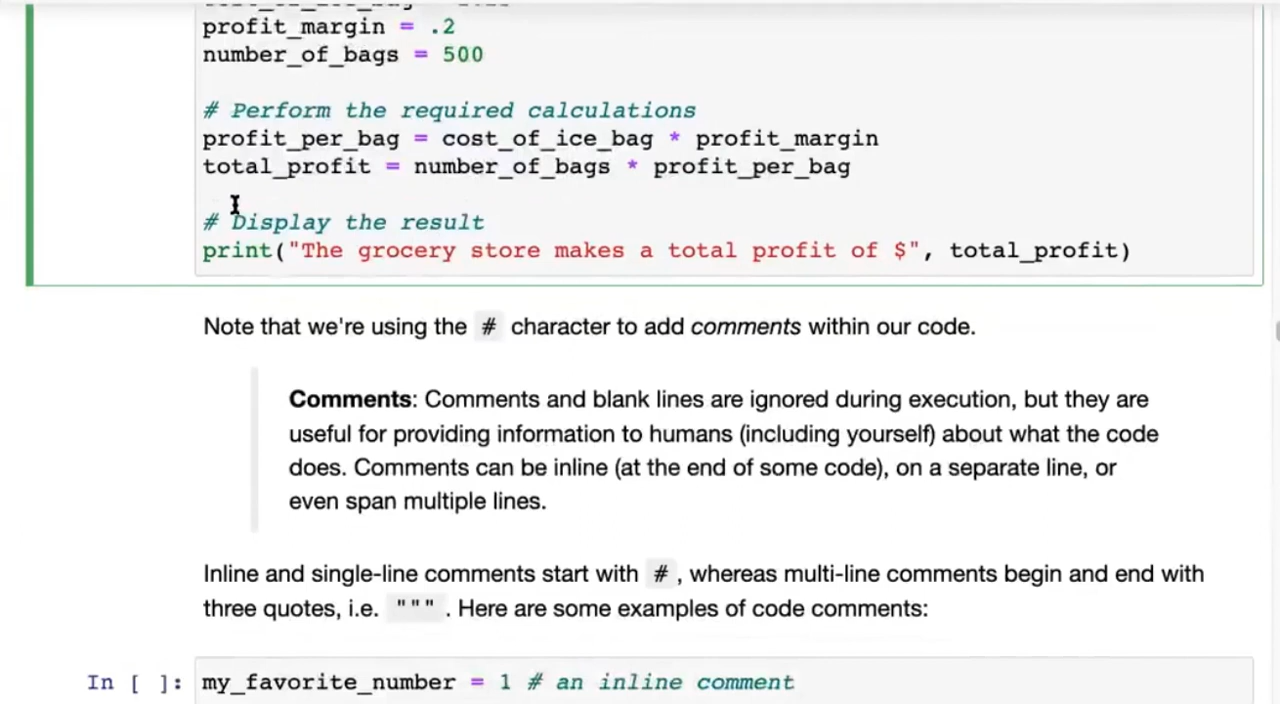 profit_margin = .2
number_of_bags = 500
# Perform the required calculations
profit_per_bag = cost_of_ice_bag * profit_margin
total_profit = number_of_bags * profit_per_bag
# Display the result
print("The grocery store makes a total profit of $", total_profit)
Note that we're using the # character to add comments within our code.
Comments: Comments and blank lines are ignored during execution, but they are
useful for providing information to humans (including yourself) about what the code
does. Comments can be inline (at the end of some code), on a separate line, or
even span multiple lines.
Inline and single-line comments start with #, whereas multi-line comments begin and end with
three quotes, i.e. """. Here are some examples of code comments:
In [ ]: my_favorite_number = 1 # an inline comment